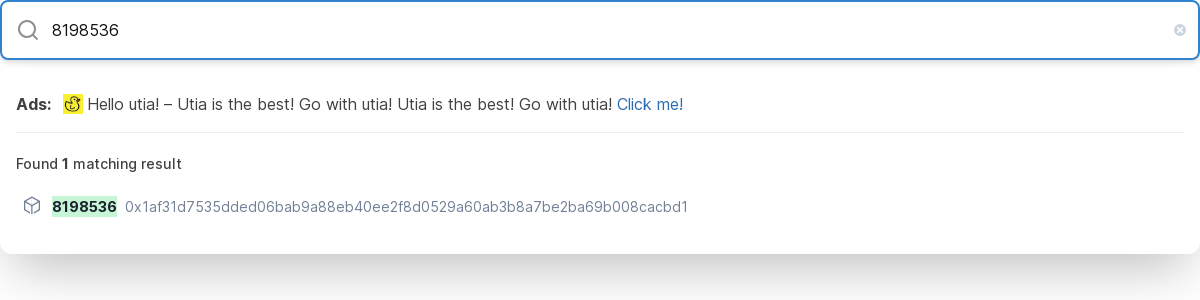 8198536
Ads: Hello utia! – Utia is the best! Go with utia! Utia is the best! Go with utia! Click me!
Found 1 matching result
8198536 0x1af31d7535dded06bab9a88eb40ee2f8d0529a60ab3b8a7be2ba69b008cacbd1